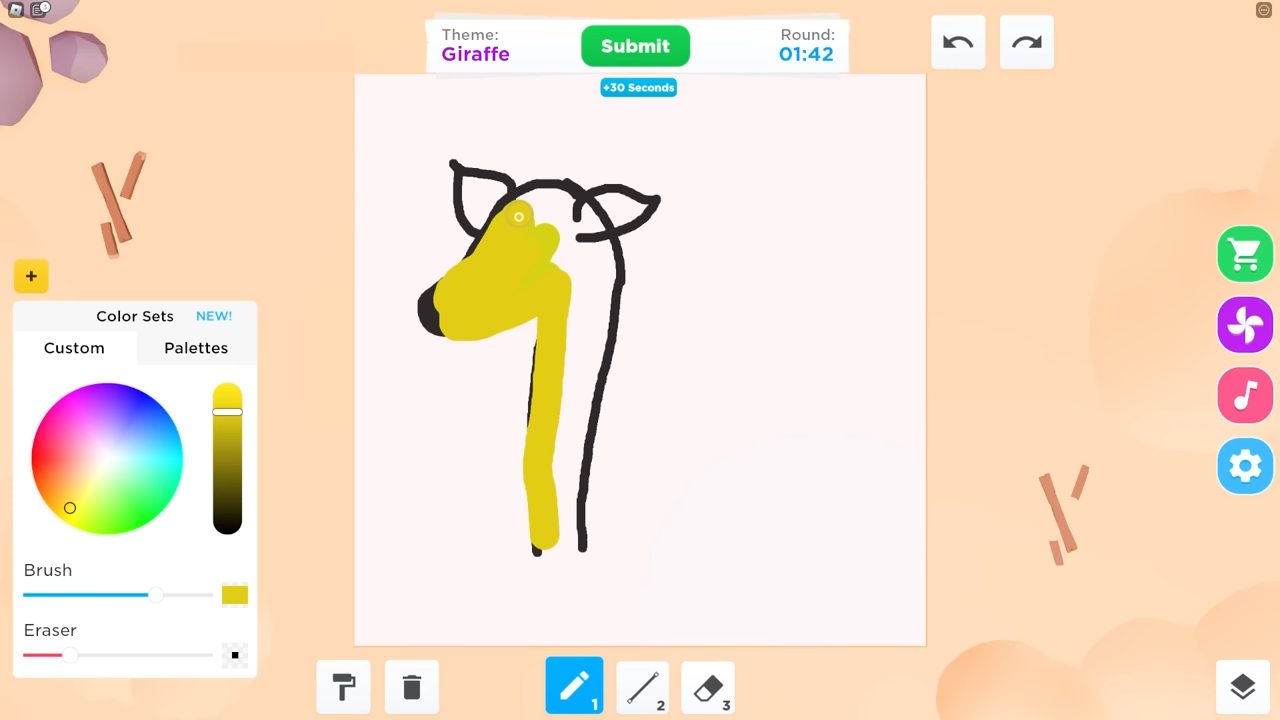 Theme:
Giraffe
Submit
Round:
01:42
+30 Seconds
+
Color Sets NEW!
Custom Palettes
Brush
Eraser
1
2
3